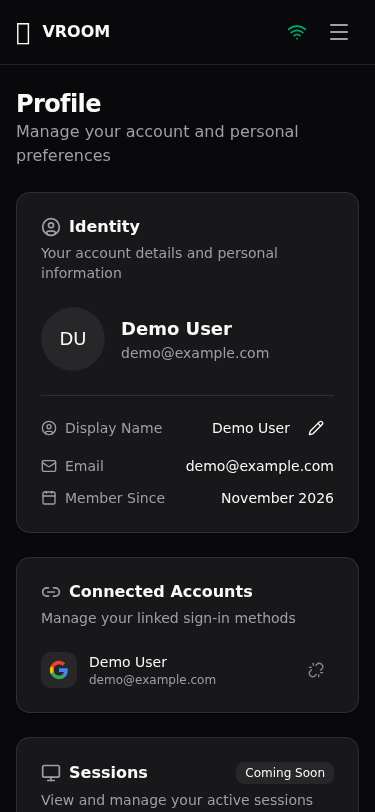 VROOM
Profile
Manage your account and personal
preferences
Identity
Your account details and personal
information
DU
Demo User
demo@example.com
Display Name Demo User
Email demo@example.com
Member Since November 2026
Connected Accounts
Manage your linked sign-in methods
Demo User
demo@example.com
Sessions Coming Soon
View and manage your active sessions